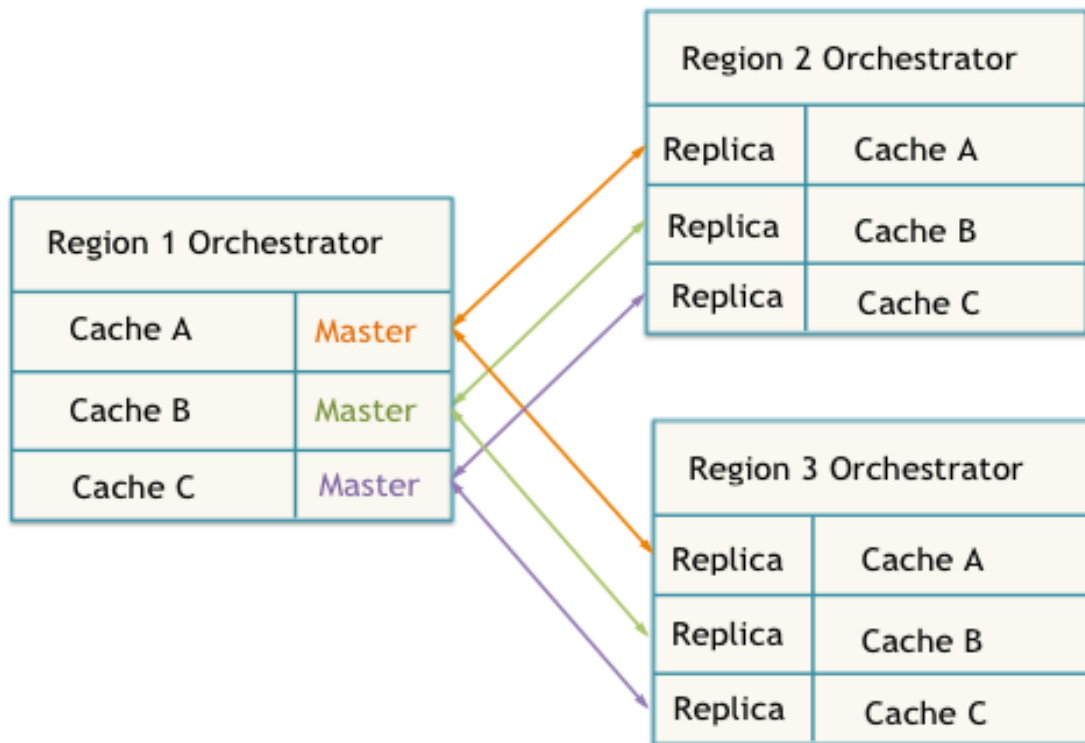 Region 1 Orchestrator
Cache A Master
Cache B Master
Cache C Master
Region 2 Orchestrator
Replica Cache A
Replica Cache B
Replica Cache C
Region 3 Orchestrator
Replica Cache A
Replica Cache B
Replica Cache C